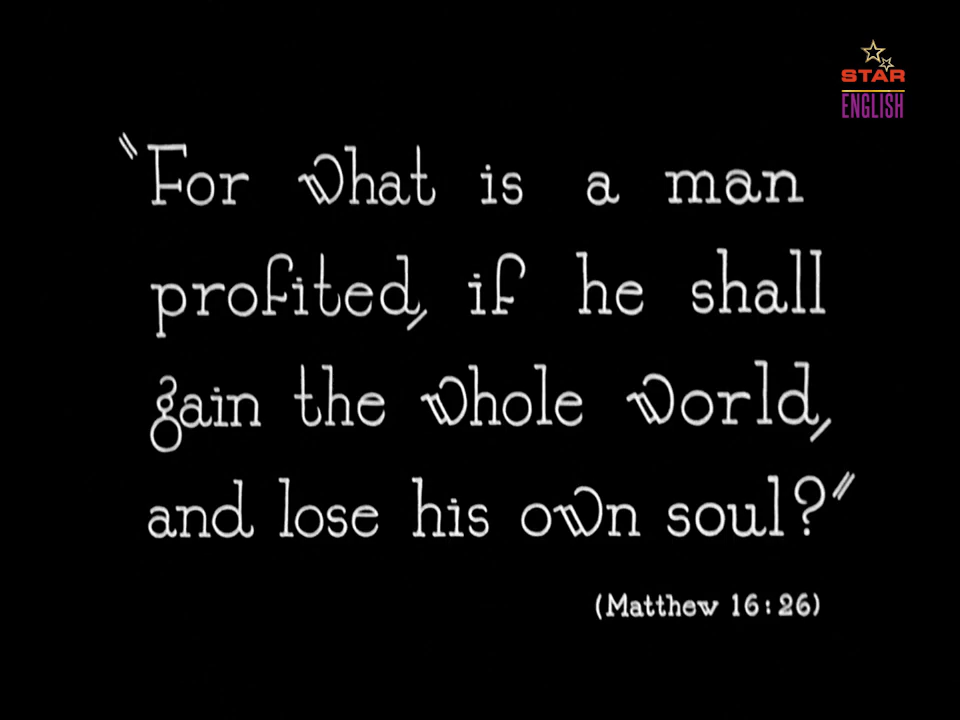 STAR
ENGLISH
"For what is a man
profited, if he shall
gain the whole world,
and lose his own soul?"
(Matthew 16:26)